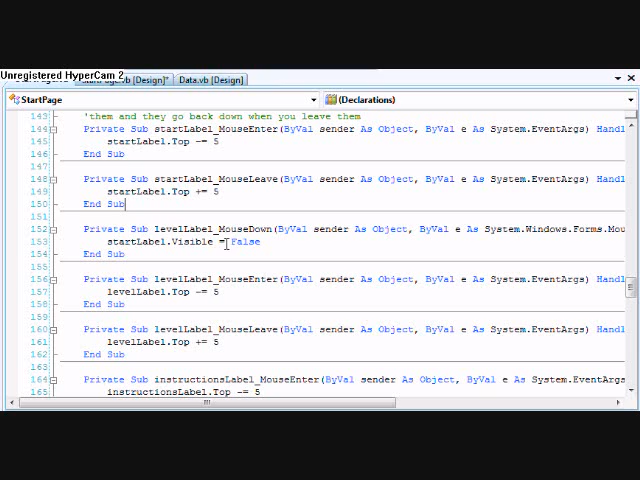 Unregistered HyperCam 2
.vb [Design]* Data.vb [Design]
StartPage (Declarations)
143 'them and they go back down when you leave them
144 Private Sub startLabel_MouseEnter(ByVal sender As Object, ByVal e As System.EventArgs) Handl
145 startLabel.Top -= 5
146 End Sub
147
148 Private Sub startLabel_MouseLeave(ByVal sender As Object, ByVal e As System.EventArgs) Handl
149 startLabel.Top += 5
150 End Sub
151
152 Private Sub levelLabel_MouseDown(ByVal sender As Object, ByVal e As System.Windows.Forms.Mou
153 startLabel.Visible = False
154 End Sub
155
156 Private Sub levelLabel_MouseEnter(ByVal sender As Object, ByVal e As System.EventArgs) Handl
157 levelLabel.Top -= 5
158 End Sub
159
160 Private Sub levelLabel_MouseLeave(ByVal sender As Object, ByVal e As System.EventArgs) Handl
161 levelLabel.Top += 5
162 End Sub
163
164 Private Sub instructionsLabel_MouseEnter(ByVal sender As Object, ByVal e As System.EventArgs
165 instructionsLabel.Top -= 5